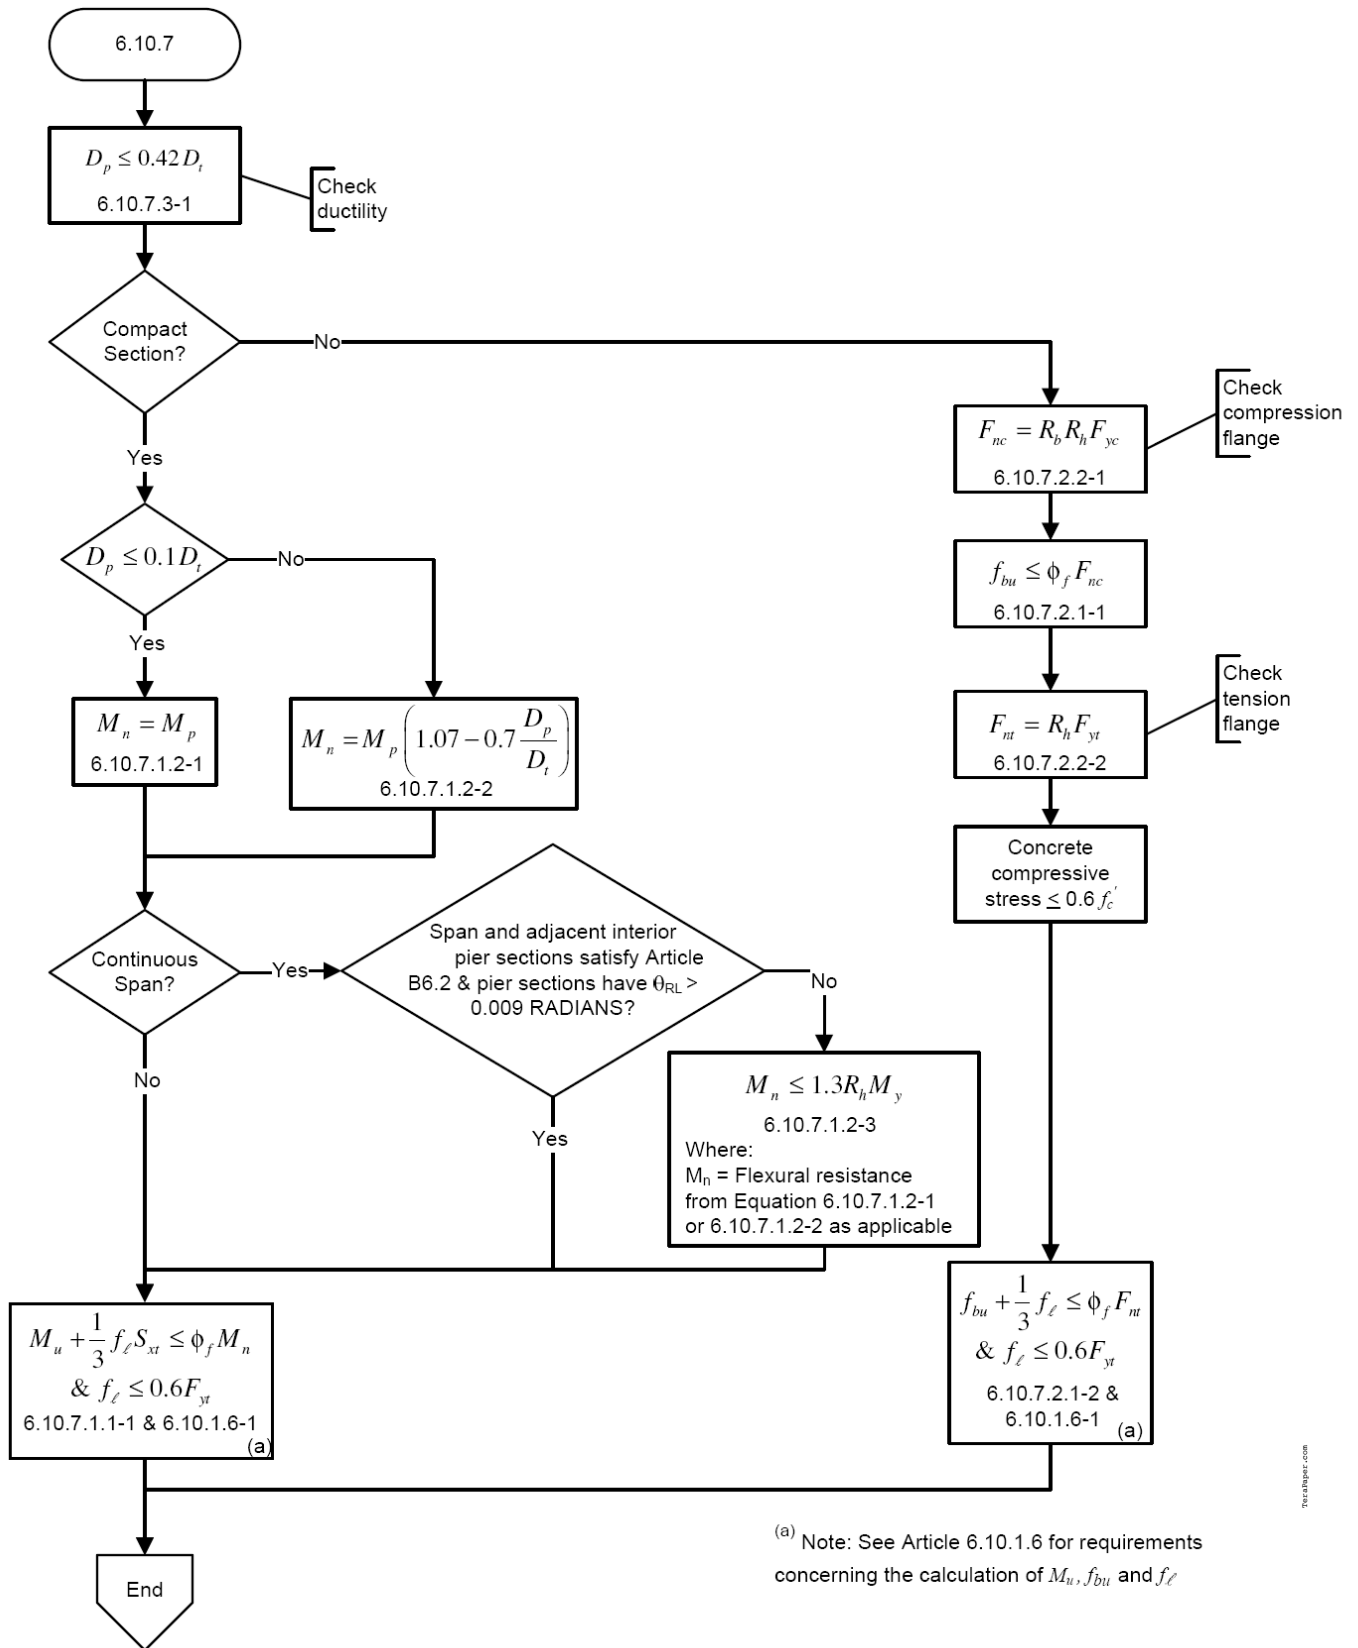 6.10.7
D_p ≤ 0.42 D_t
6.10.7.3-1
Check
ductility
Compact
Section?
No
Yes
D_p ≤ 0.1 D_t
No
Yes
M_n = M_p
6.10.7.1.2-1
M_n = M_p (1.07 − 0.7 D_p/D_t)
6.10.7.1.2-2
Continuous
Span?
Yes
No
Span and adjacent interior
pier sections satisfy Article
B6.2 & pier sections have θ_RL >
0.009 RADIANS?
No
Yes
M_n ≤ 1.3R_h M_y
6.10.7.1.2-3
Where:
M_n = Flexural resistance
from Equation 6.10.7.1.2-1
or 6.10.7.1.2-2 as applicable
M_u + 1/3 f_ℓ S_xt ≤ ϕ_f M_n
& f_ℓ ≤ 0.6F_yt
6.10.7.1.1-1 & 6.10.1.6-1
(a)
F_nc = R_b R_h F_yc
6.10.7.2.2-1
Check
compression
flange
f_bu ≤ ϕ_f F_nc
6.10.7.2.1-1
F_nt = R_h F_yt
6.10.7.2.2-2
Check
tension
flange
Concrete
compressive
stress ≤ 0.6 f_c'
f_bu + 1/3 f_ℓ ≤ ϕ_f F_nt
& f_ℓ ≤ 0.6F_yt
6.10.7.2.1-2 &
6.10.1.6-1
(a)
End
(a) Note: See Article 6.10.1.6 for requirements
concerning the calculation of M_u, f_bu and f_ℓ
TeraPaper.com